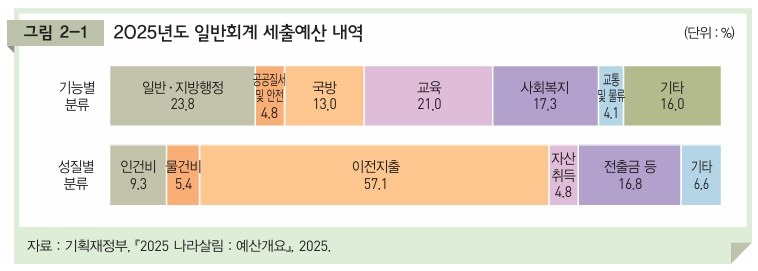 그림 2-1 2025년도 일반회계 세출예산 내역 (단위 : %)
기능별 분류
일반·지방행정 23.8
공공질서 및 안전 4.8
국방 13.0
교육 21.0
사회복지 17.3
교통 및 물류 4.1
기타 16.0
성질별 분류
인건비 9.3
물건비 5.4
이전지출 57.1
자산 취득 4.8
전출금 등 16.8
기타 6.6
자료 : 기획재정부, 『2025 나라살림 : 예산개요』, 2025.